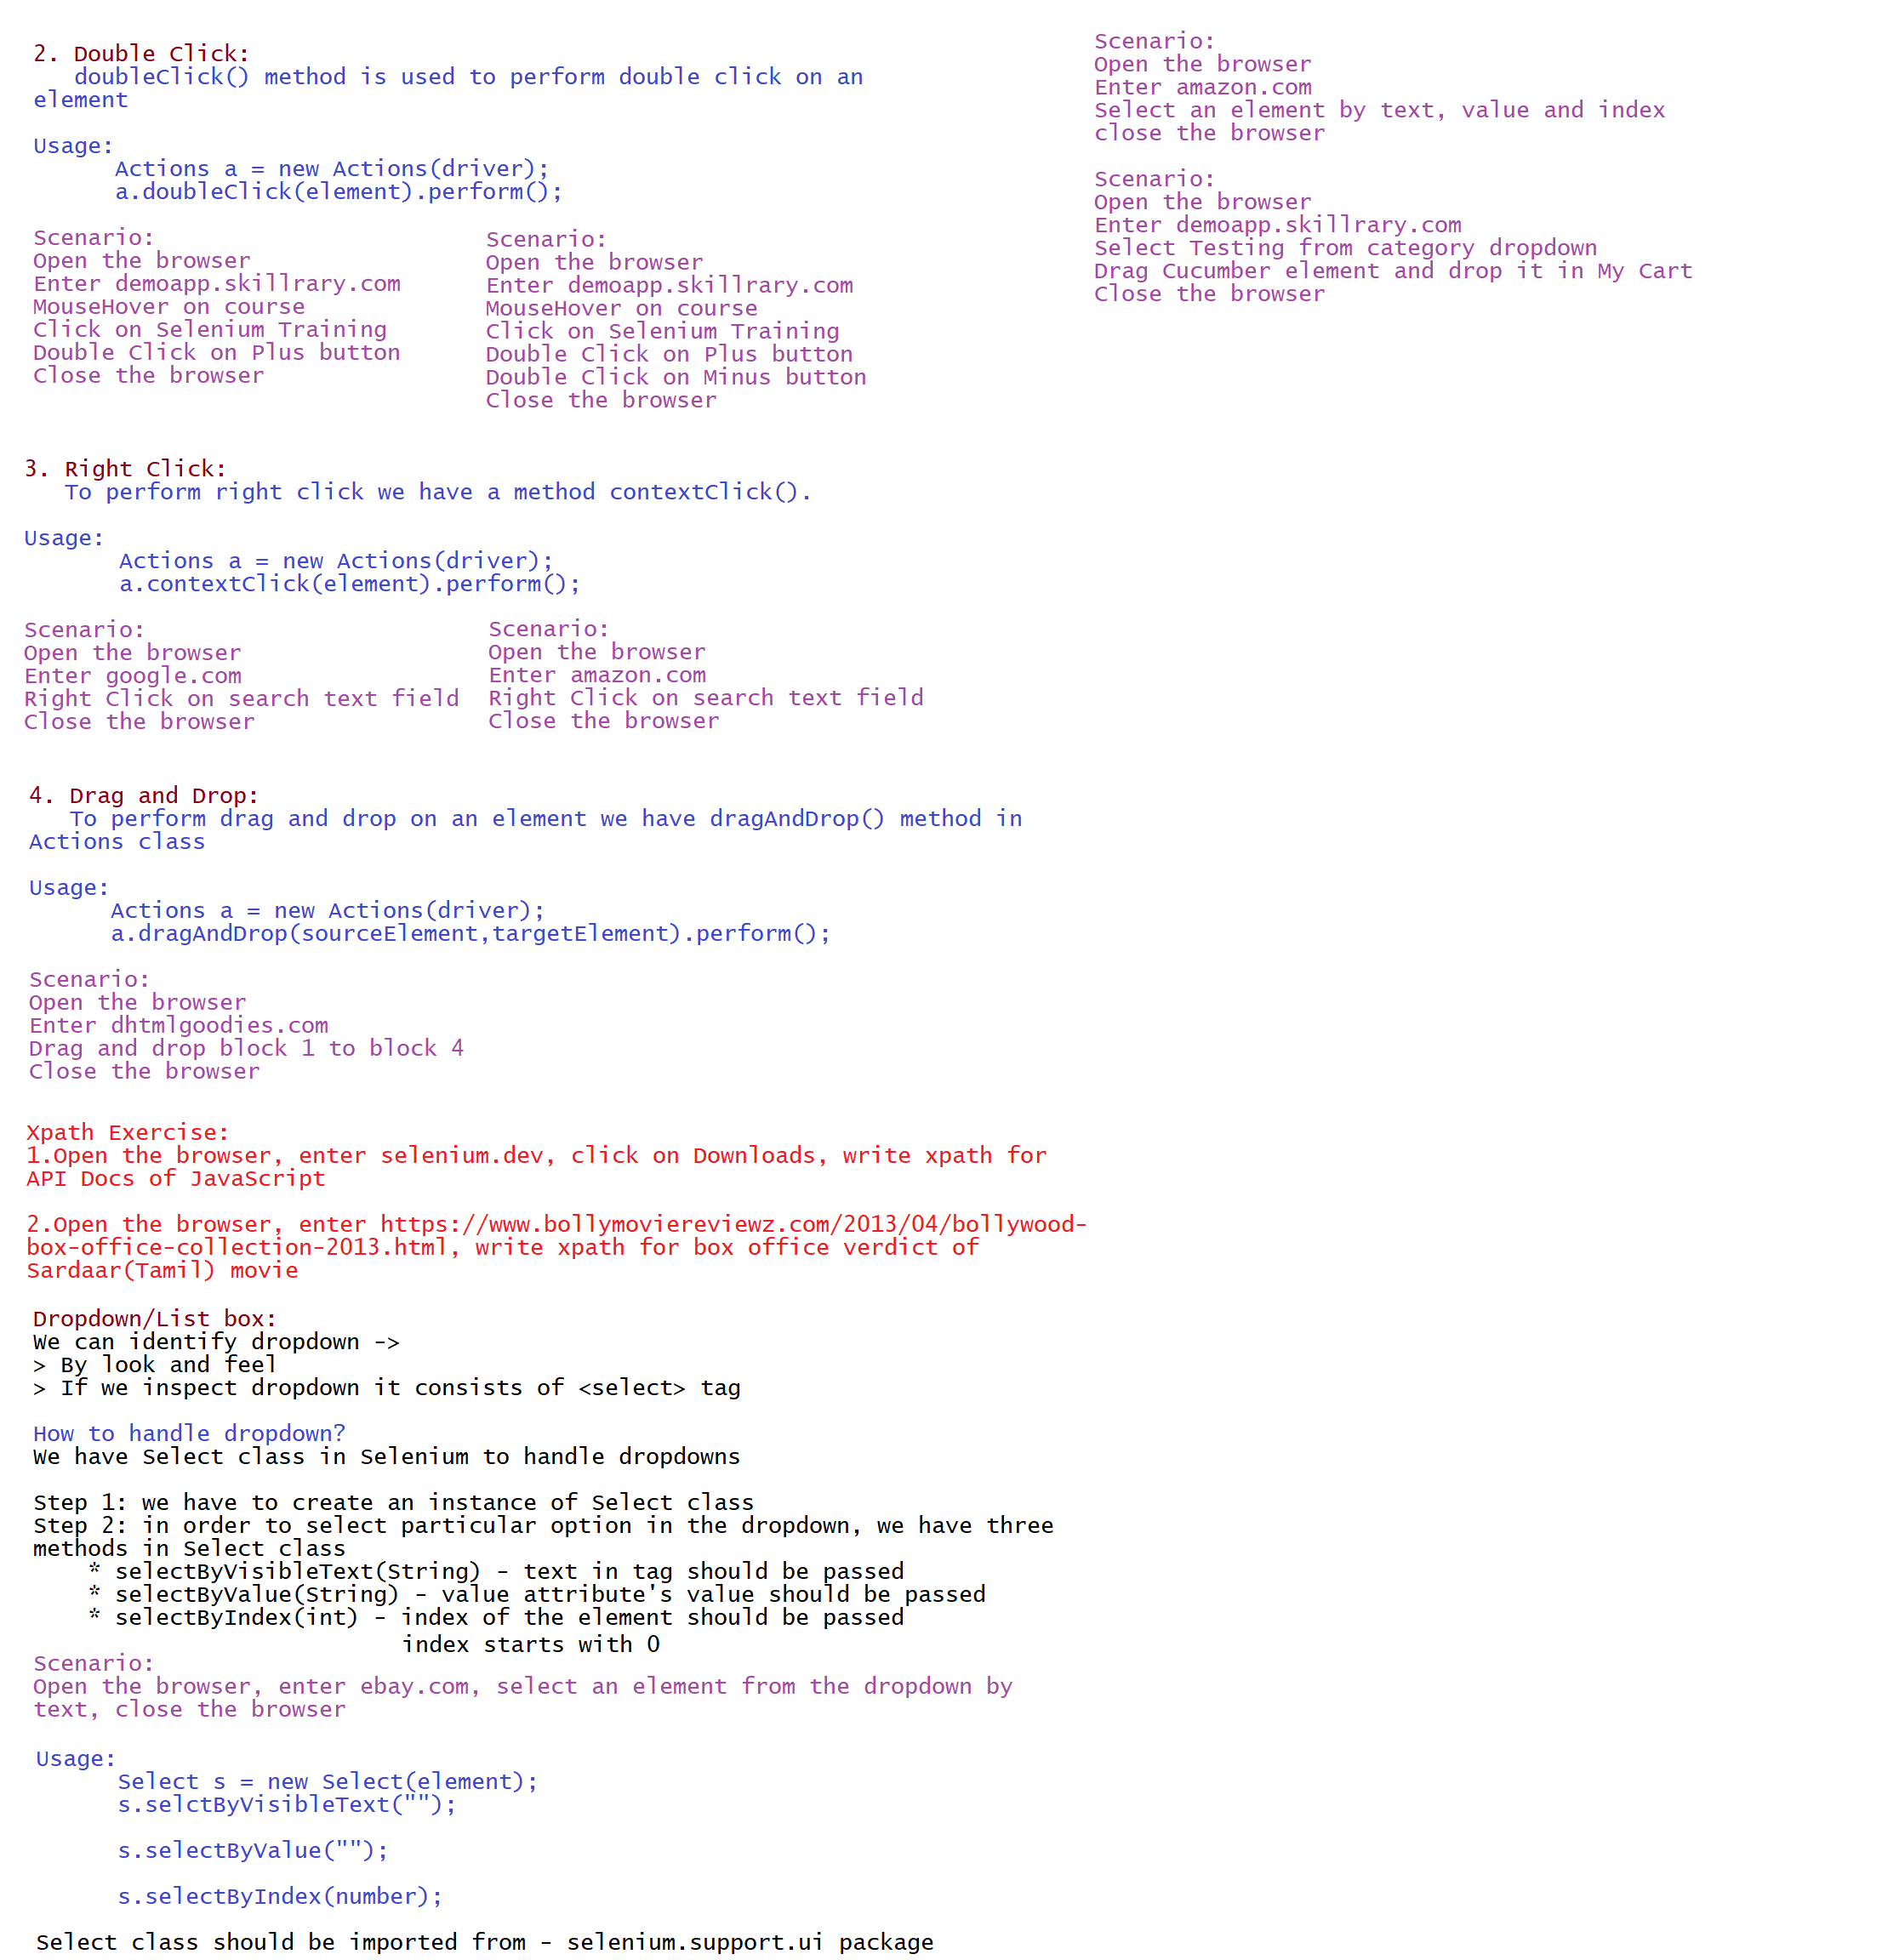 2. Double Click:
doubleClick() method is used to perform double click on an
element
Usage:
Actions a = new Actions(driver);
a.doubleClick(element).perform();
Scenario:
Open the browser
Enter demoapp.skillrary.com
MouseHover on course
Click on Selenium Training
Double Click on Plus button
Close the browser
Scenario:
Open the browser
Enter demoapp.skillrary.com
MouseHover on course
Click on Selenium Training
Double Click on Plus button
Double Click on Minus button
Close the browser
3. Right Click:
To perform right click we have a method contextClick().
Usage:
Actions a = new Actions(driver);
a.contextClick(element).perform();
Scenario:
Open the browser
Enter google.com
Right Click on search text field
Close the browser
Scenario:
Open the browser
Enter amazon.com
Right Click on search text field
Close the browser
4. Drag and Drop:
To perform drag and drop on an element we have dragAndDrop() method in
Actions class
Usage:
Actions a = new Actions(driver);
a.dragAndDrop(sourceElement,targetElement).perform();
Scenario:
Open the browser
Enter dhtmlgoodies.com
Drag and drop block 1 to block 4
Close the browser
Xpath Exercise:
1.Open the browser, enter selenium.dev, click on Downloads, write xpath for
API Docs of JavaScript
2.Open the browser, enter https://www.bollymoviereviewz.com/2013/04/bollywood-
box-office-collection-2013.html, write xpath for box office verdict of
Sardaar(Tamil) movie
Dropdown/List box:
We can identify dropdown ->
> By look and feel
> If we inspect dropdown it consists of <select> tag
How to handle dropdown?
We have Select class in Selenium to handle dropdowns
Step 1: we have to create an instance of Select class
Step 2: in order to select particular option in the dropdown, we have three
methods in Select class
* selectByVisibleText(String) - text in tag should be passed
* selectByValue(String) - value attribute's value should be passed
* selectByIndex(int) - index of the element should be passed
index starts with 0
Scenario:
Open the browser, enter ebay.com, select an element from the dropdown by
text, close the browser
Usage:
Select s = new Select(element);
s.selctByVisibleText("");
s.selectByValue("");
s.selectByIndex(number);
Select class should be imported from - selenium.support.ui package
Scenario:
Open the browser
Enter amazon.com
Select an element by text, value and index
close the browser
Scenario:
Open the browser
Enter demoapp.skillrary.com
Select Testing from category dropdown
Drag Cucumber element and drop it in My Cart
Close the browser